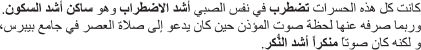 كانت كل هذه الحسرات تضطرب في نفس الصبي أشد الاضطراب وهو ساكن أشد السكون.
وربما صرفه عنها لحظة صوت المؤذن حين كان يدعو إلى صلاة العصر في جامع بيبرس،
و لكنه كان صوتاً منكراً أشد النُكر.